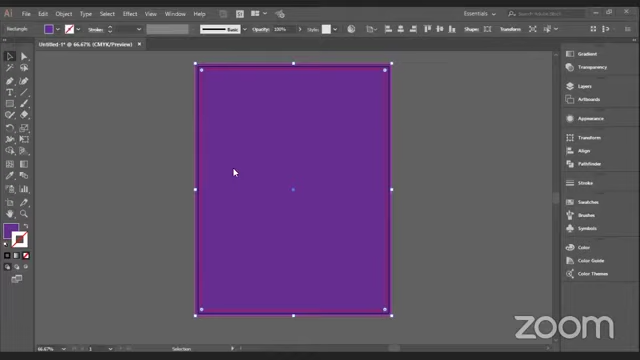 Ai File Edit Object Type Select Effect View Window Help Essentials
Rectangle Stroke: Basic Opacity: 100% Style: Shape: Transform
Untitled-1* @ 66.67% (CMYK/Preview) ×
Gradient
Transparency
Layers
Artboards
Appearance
Transform
Align
Pathfinder
Stroke
Swatches
Brushes
Symbols
Color
Color Guide
Color Themes
66.67% 1 Selection
zoom